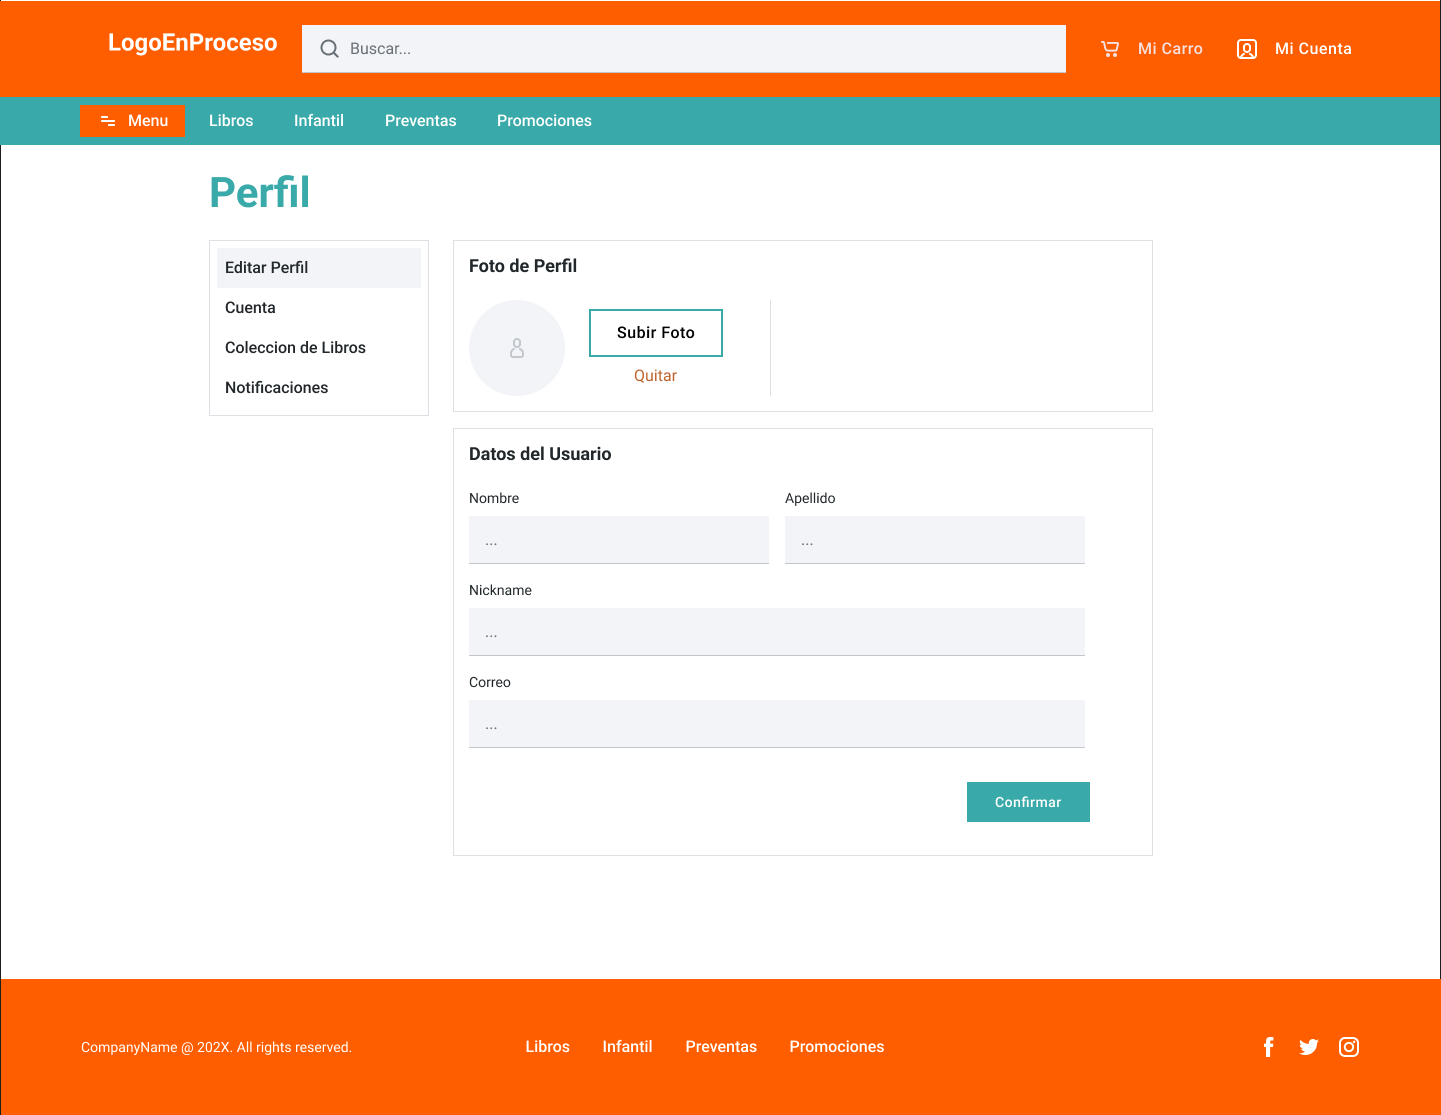 LogoEnProceso
Buscar...
Mi Carro
Mi Cuenta
Menu
Libros
Infantil
Preventas
Promociones
Perfil
Editar Perfil
Cuenta
Coleccion de Libros
Notificaciones
Foto de Perfil
Subir Foto
Quitar
Datos del Usuario
Nombre
Apellido
...
...
Nickname
...
Correo
...
Confirmar
CompanyName @ 202X. All rights reserved.
Libros
Infantil
Preventas
Promociones